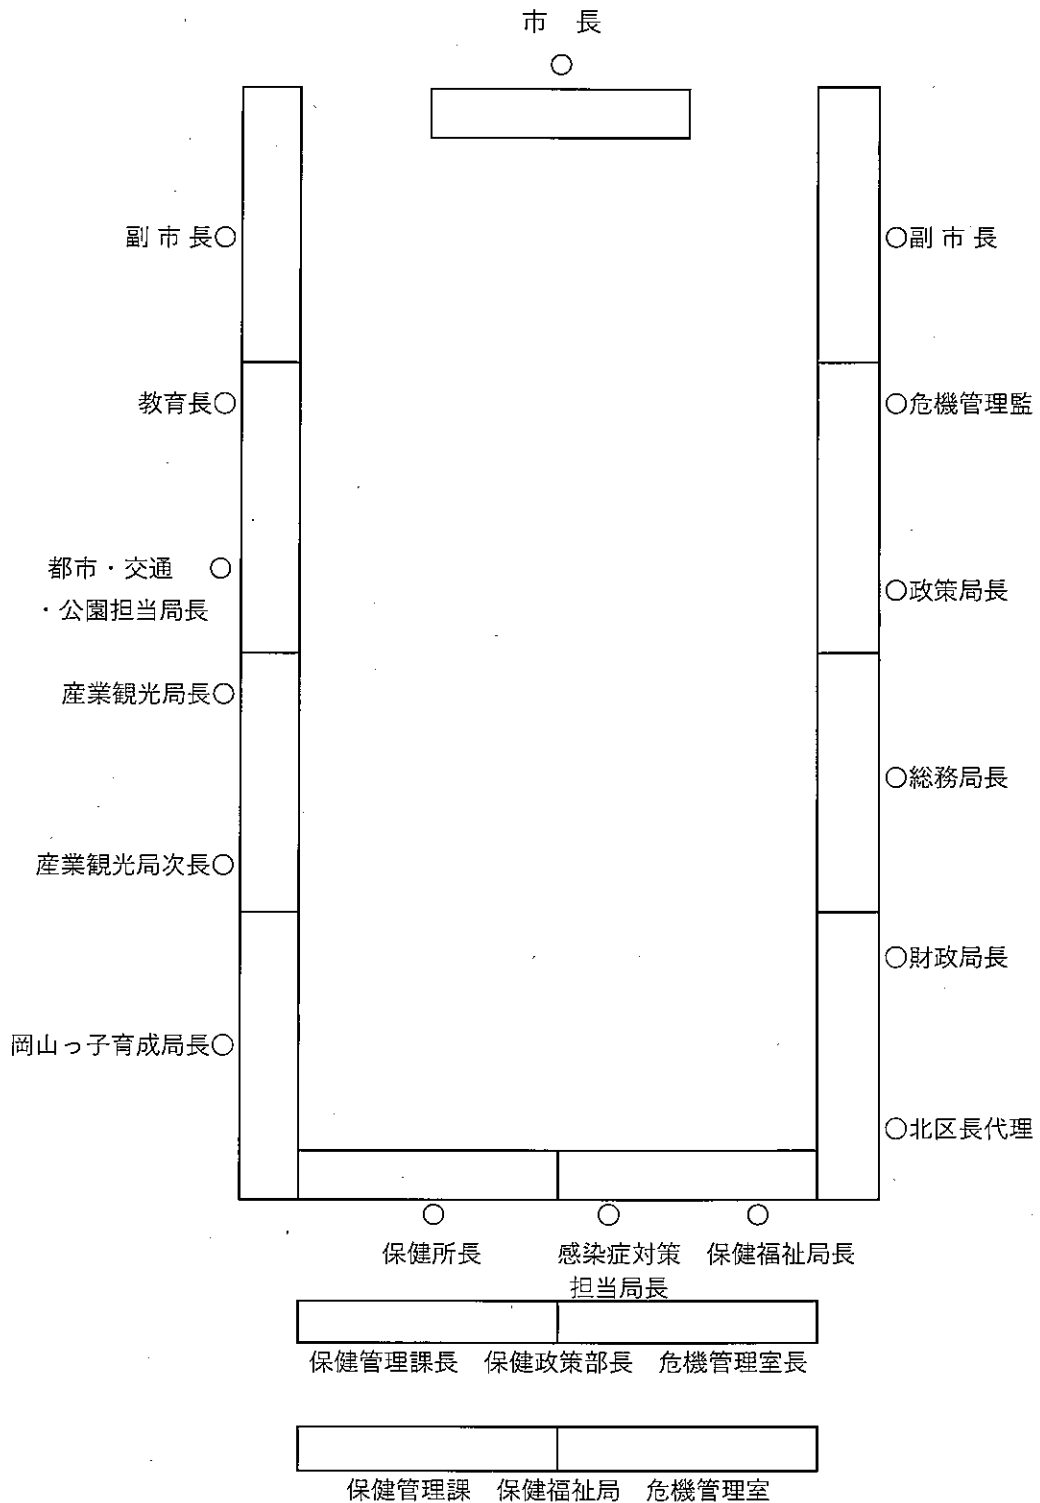 市 長
○
副 市 長○
○副 市 長
教育長○
○危機管理監
都市・交通 ○
・公園担当局長
○政策局長
産業観光局長○
○総務局長
産業観光局次長○
○財政局長
岡山っ子育成局長○
○北区長代理
○ ○ ○
保健所長 感染症対策 保健福祉局長
担当局長
保健管理課長 保健政策部長 危機管理室長
保健管理課 保健福祉局 危機管理室